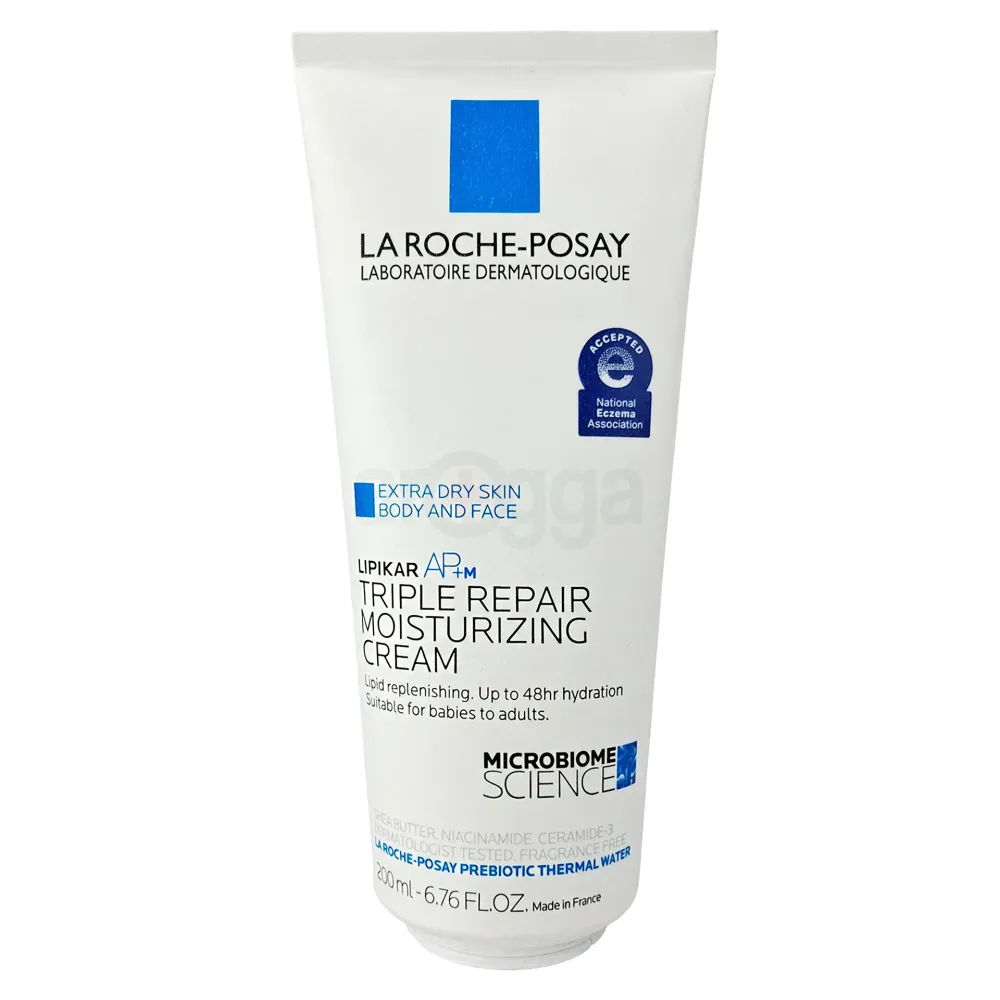 LA ROCHE-POSAY
LABORATOIRE DERMATOLOGIQUE
ACCEPTED
e
National
Eczema
Association
arogga
EXTRA DRY SKIN
BODY AND FACE
LIPIKAR AP+M
TRIPLE REPAIR
MOISTURIZING
CREAM
Lipid replenishing. Up to 48hr hydration
Suitable for babies to adults.
MICROBIOME
SCIENCE
SHEA BUTTER. NIACINAMIDE. CERAMIDE-3
DERMATOLOGIST TESTED. FRAGRANCE FREE
LA ROCHE-POSAY PREBIOTIC THERMAL WATER
200 ml - 6.76 FL.OZ. Made in France